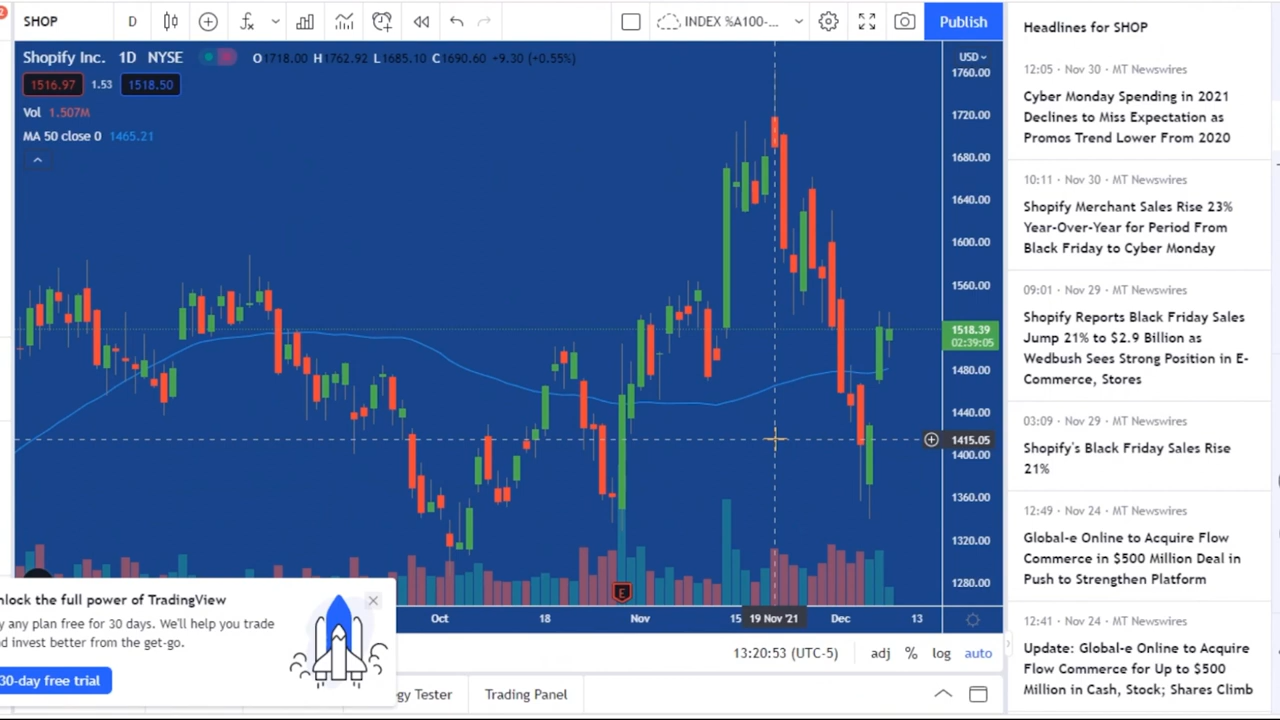 SHOP
D
INDEX %A100-...
Publish
Shopify Inc. 1D NYSE
O1718.00 H1762.92 L1685.10 C1690.60 +9.30 (+0.55%)
1516.97 1.53 1518.50
Vol 1.507M
MA 50 close 0 1465.21
USD
1760.00
1720.00
1680.00
1640.00
1600.00
1560.00
1518.39
02:39:05
1480.00
1440.00
1415.05
1400.00
1360.00
1320.00
1280.00
E
Oct 18 Nov 15 19 Nov '21 Dec 13
13:20:53 (UTC-5) adj % log auto
nlock the full power of TradingView
y any plan free for 30 days. We'll help you trade
d invest better from the get-go.
30-day free trial
gy Tester Trading Panel
Headlines for SHOP
12:05 · Nov 30 · MT Newswires
Cyber Monday Spending in 2021
Declines to Miss Expectation as
Promos Trend Lower From 2020
10:11 · Nov 30 · MT Newswires
Shopify Merchant Sales Rise 23%
Year-Over-Year for Period From
Black Friday to Cyber Monday
09:01 · Nov 29 · MT Newswires
Shopify Reports Black Friday Sales
Jump 21% to $2.9 Billion as
Wedbush Sees Strong Position in E-
Commerce, Stores
03:09 · Nov 29 · MT Newswires
Shopify's Black Friday Sales Rise
21%
12:49 · Nov 24 · MT Newswires
Global-e Online to Acquire Flow
Commerce in $500 Million Deal in
Push to Strengthen Platform
12:41 · Nov 24 · MT Newswires
Update: Global-e Online to Acquire
Flow Commerce for Up to $500
Million in Cash, Stock; Shares Climb